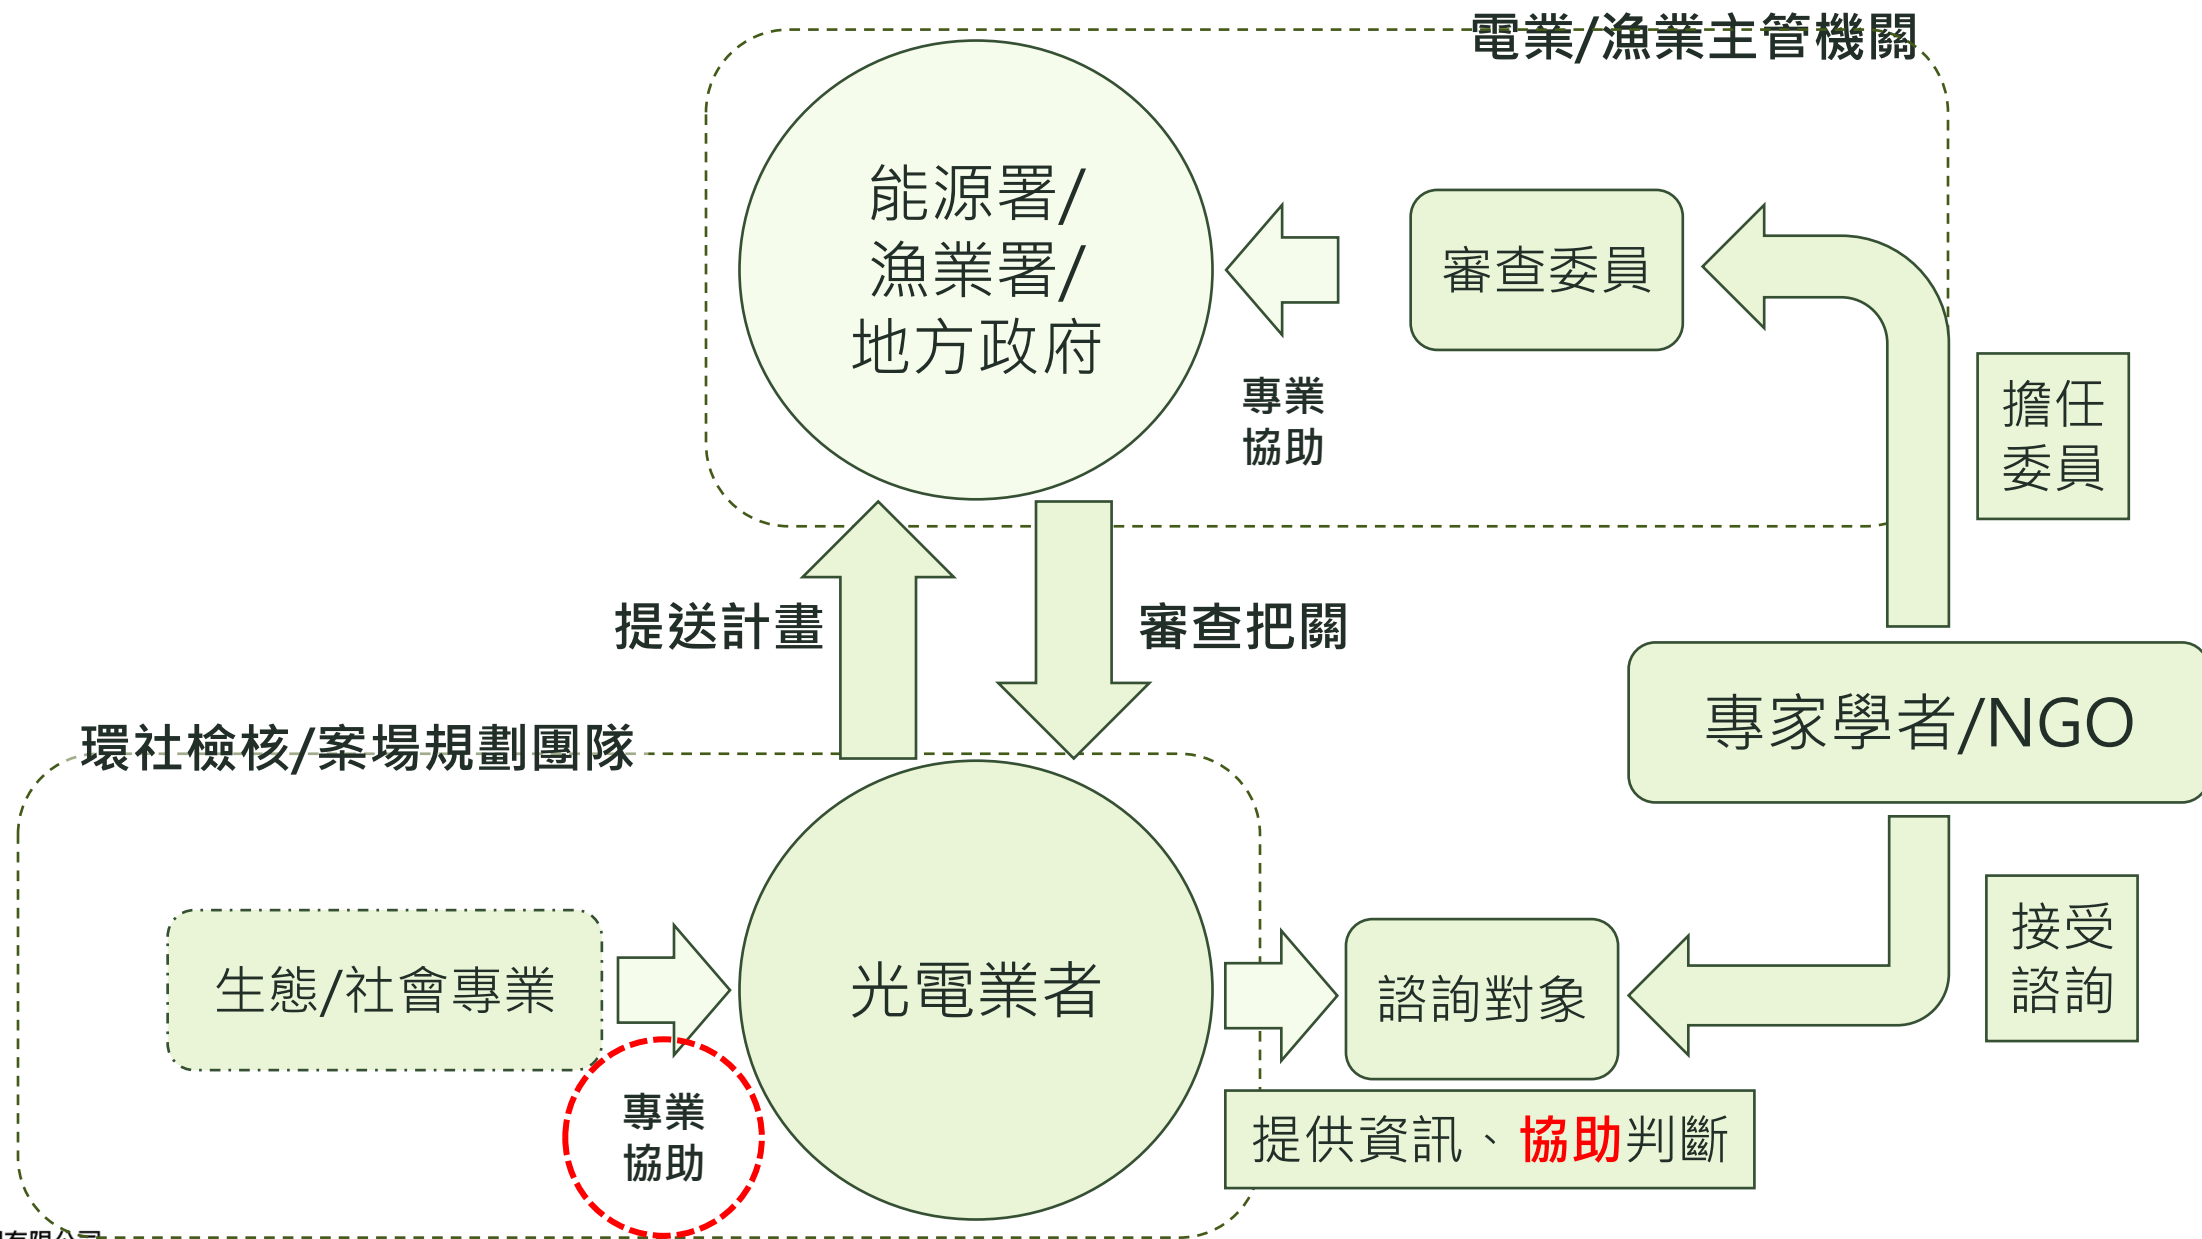 電業/漁業主管機關
能源署/
漁業署/
地方政府
審查委員
專業
協助
擔任
委員
提送計畫
審查把關
專家學者/NGO
環社檢核/案場規劃團隊
生態/社會專業
光電業者
諮詢對象
接受
諮詢
專業
協助
提供資訊、協助判斷
有限公司